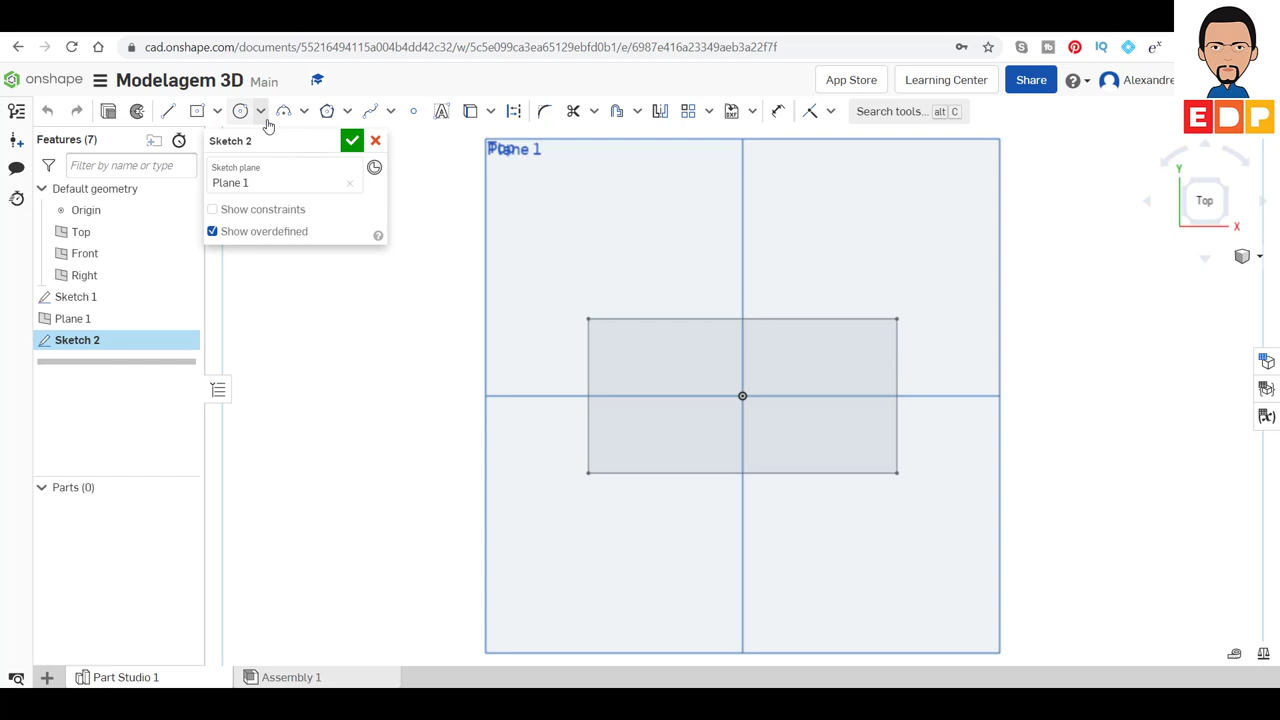 cad.onshape.com/documents/55216494115a004b4dd42c32/w/5c5e099ca3ea65129ebfd0b1/e/6987e416a23349aeb3a22f7f
onshape
Modelagem 3D
Main
App Store
Learning Center
Share
Alexandre
Search tools...
alt
C
EDP
Features (7)
Filter by name or type
Default geometry
Origin
Top
Front
Right
Sketch 1
Plane 1
Sketch 2
Parts (0)
Sketch 2
Sketch plane
Plane 1
Show constraints
Show overdefined
Plane 1
Y
Top
X
Part Studio 1
Assembly 1